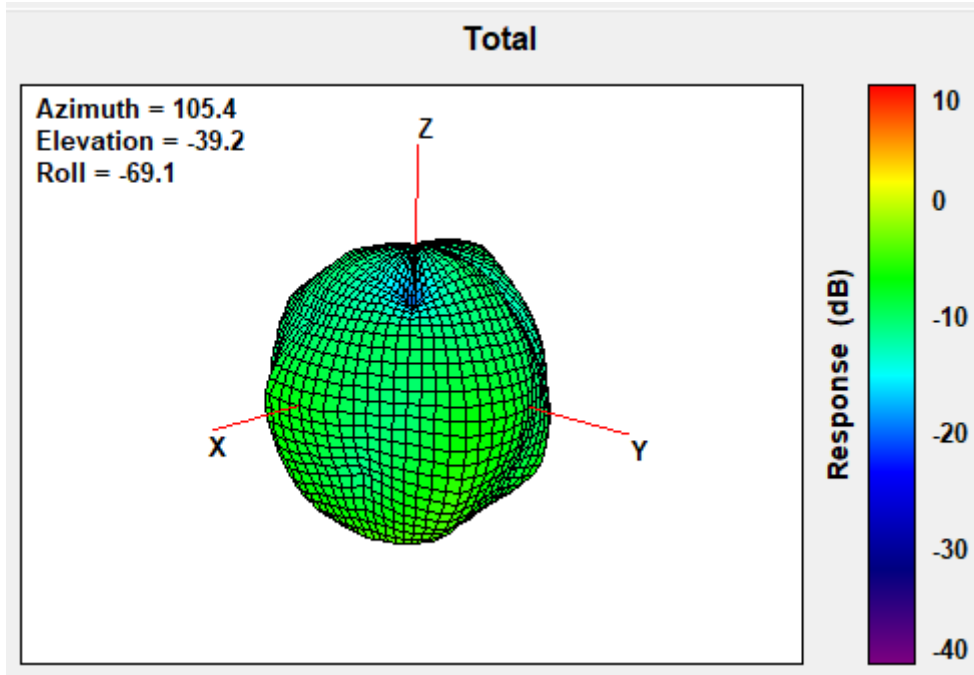 Total
Azimuth = 105.4
Elevation = -39.2
Roll = -69.1
Z
X
Y
10
0
-10
-20
-30
-40
Response (dB)